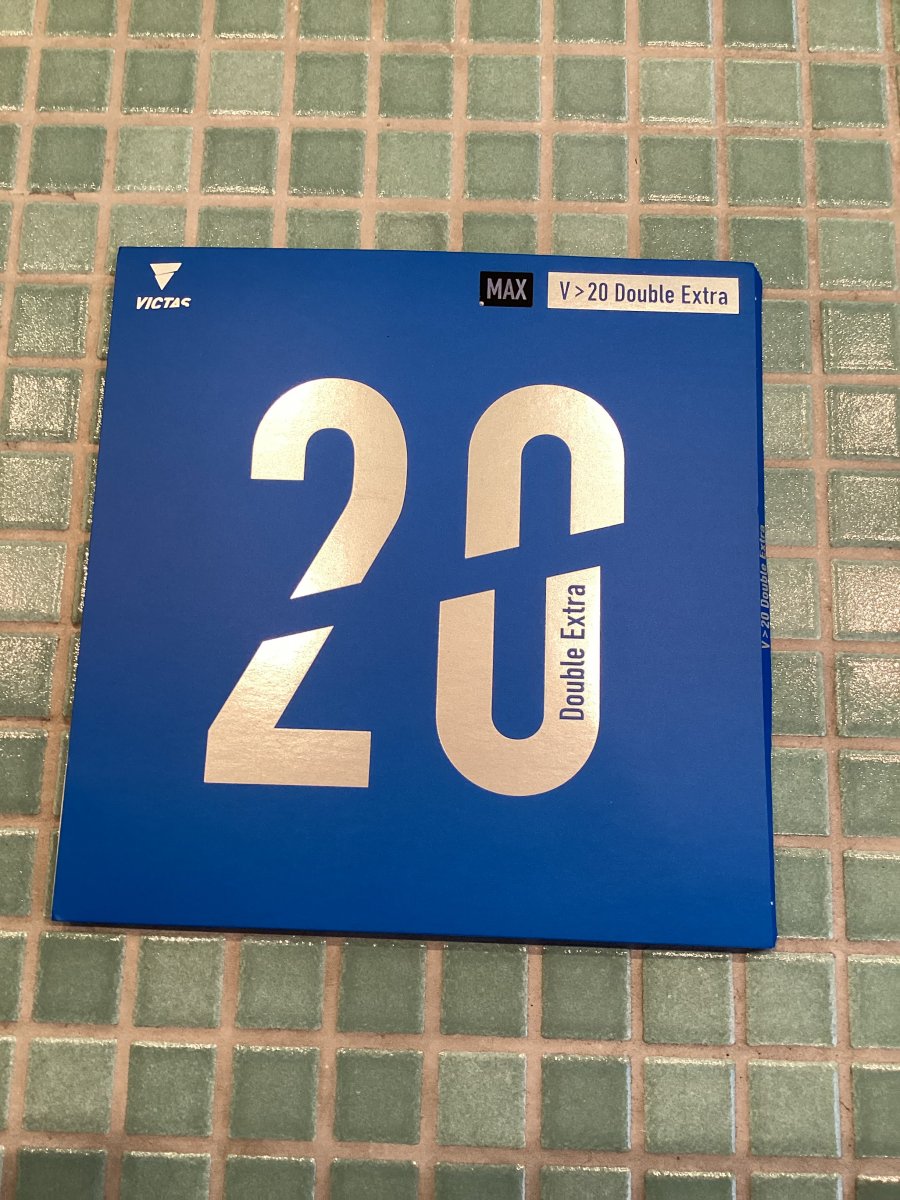 VICTAS
MAX
V>20 Double Extra
20
Double Extra
V>20 Double Extra